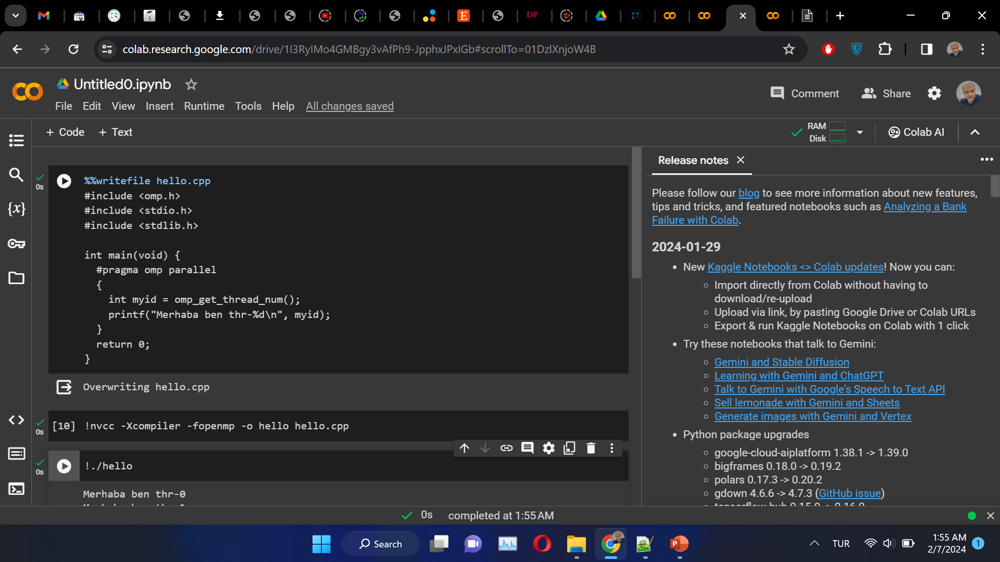 E
DP
colab.research.google.com/drive/1I3RyIMo4GMBgy3vAfPh9-JpphxJPxIGb#scrollTo=01DzlXnjoW4B
Untitled0.ipynb
File Edit View Insert Runtime Tools Help All changes saved
Comment
Share
+ Code + Text
RAM
Disk
Colab AI
0s
%%writefile hello.cpp
#include <omp.h>
#include <stdio.h>
#include <stdlib.h>
int main(void) {
#pragma omp parallel
{
int myid = omp_get_thread_num();
printf("Merhaba ben thr-%d\n", myid);
}
return 0;
}
Overwriting hello.cpp
0s
[10] !nvcc -Xcompiler -fopenmp -o hello hello.cpp
0s
!./hello
Merhaba ben thr-0
Release notes
Please follow our blog to see more information about new features,
tips and tricks, and featured notebooks such as Analyzing a Bank
Failure with Colab.
2024-01-29
• New Kaggle Notebooks <> Colab updates! Now you can:
Import directly from Colab without having to
download/re-upload
Upload via link, by pasting Google Drive or Colab URLs
Export & run Kaggle Notebooks on Colab with 1 click
• Try these notebooks that talk to Gemini:
Gemini and Stable Diffusion
Learning with Gemini and ChatGPT
Talk to Gemini with Google's Speech to Text API
Sell lemonade with Gemini and Sheets
Generate images with Gemini and Vertex
• Python package upgrades
google-cloud-aiplatform 1.38.1 -> 1.39.0
bigframes 0.18.0 -> 0.19.2
polars 0.17.3 -> 0.20.2
gdown 4.6.6 -> 4.7.3 (GitHub issue)
0s completed at 1:55 AM
Search
TUR
1:55 AM
2/7/2024
1